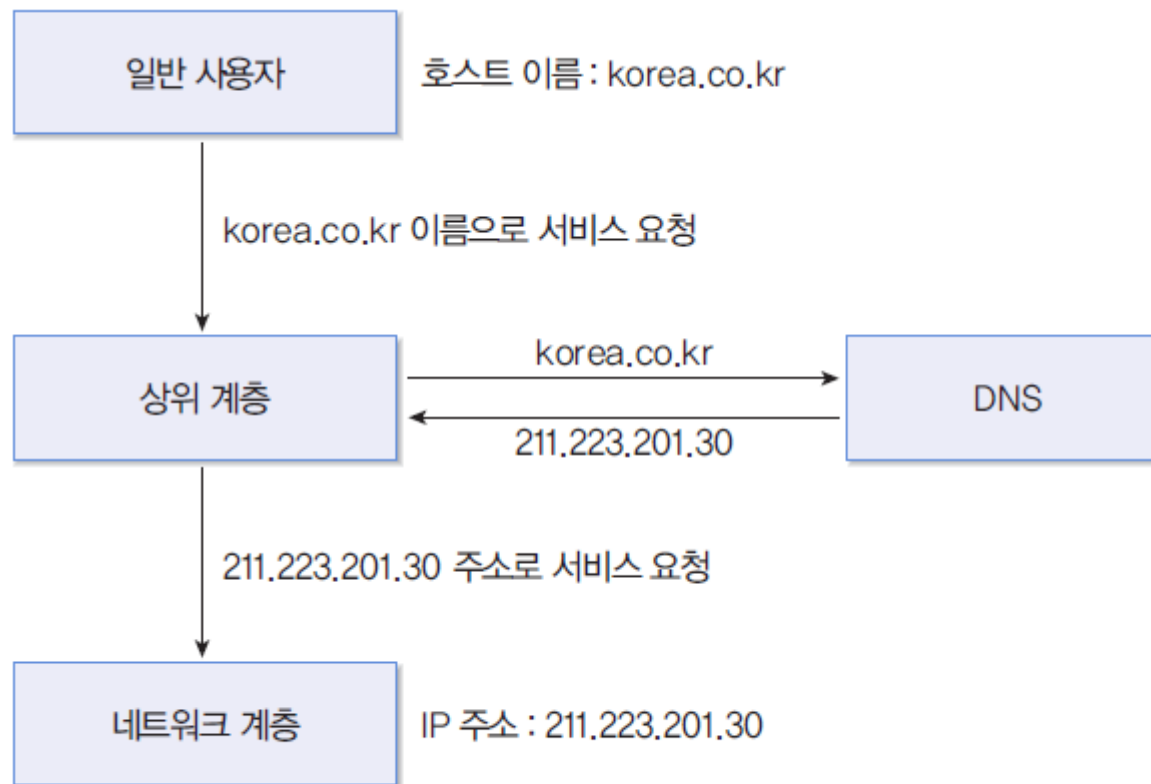 일반 사용자
호스트 이름 : korea.co.kr
korea.co.kr 이름으로 서비스 요청
상위 계층
korea.co.kr
211.223.201.30
DNS
211.223.201.30 주소로 서비스 요청
네트워크 계층
IP 주소 : 211.223.201.30